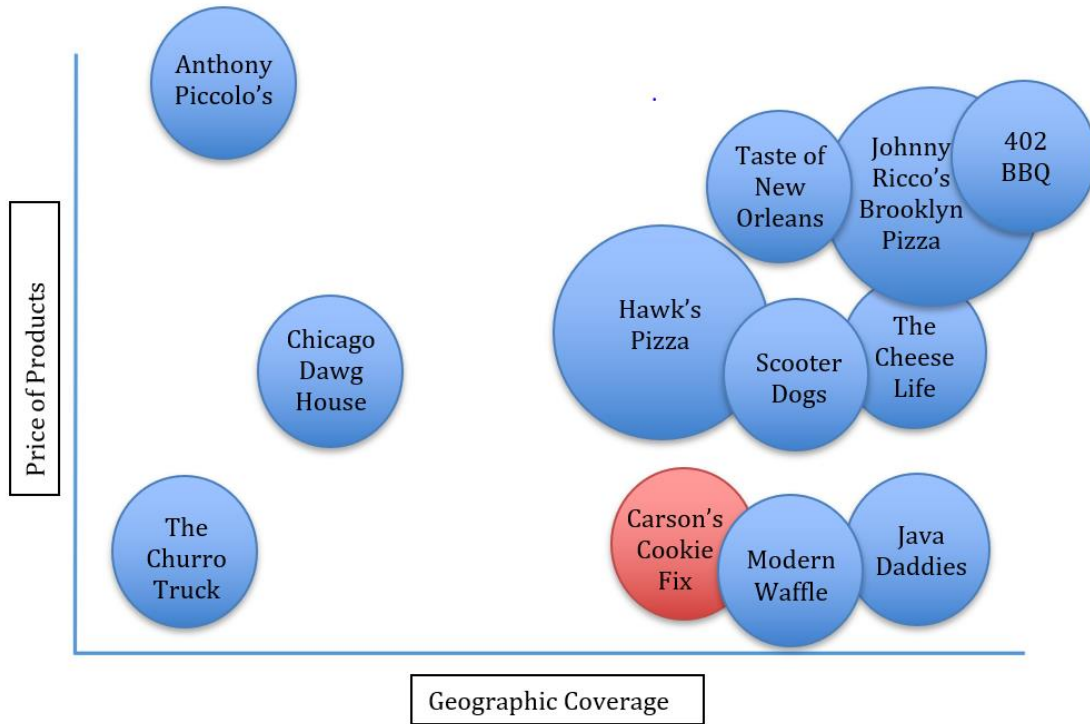 Anthony
Piccolo's
Taste of
New
Orleans
Johnny
Ricco's
Brooklyn
Pizza
402
BBQ
Price of Products
Chicago
Dawg
House
Hawk's
Pizza
Scooter
Dogs
The
Cheese
Life
The
Churro
Truck
Carson's
Cookie
Fix
Modern
Waffle
Java
Daddies
Geographic Coverage